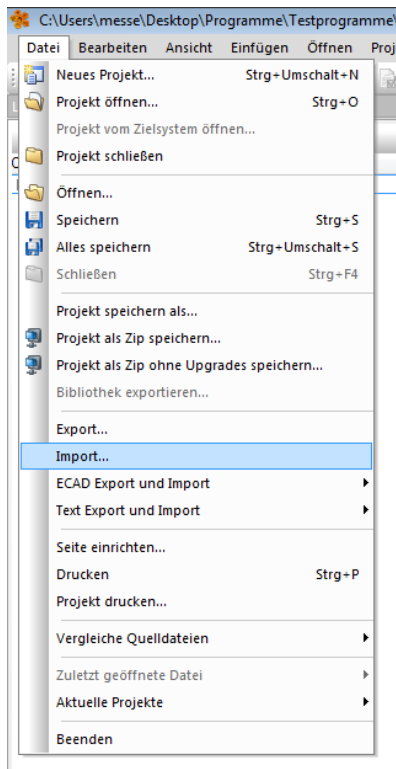 C:\Users\messe\Desktop\Programme\Testprogramme\
Datei Bearbeiten Ansicht Einfügen Öffnen Proj
Neues Projekt... Strg+Umschalt+N
Projekt öffnen... Strg+O
Projekt vom Zielsystem öffnen...
Projekt schließen
Öffnen...
Speichern Strg+S
Alles speichern Strg+Umschalt+S
Schließen Strg+F4
Projekt speichern als...
Projekt als Zip speichern...
Projekt als Zip ohne Upgrades speichern...
Bibliothek exportieren...
Export...
Import...
ECAD Export und Import
Text Export und Import
Seite einrichten...
Drucken Strg+P
Projekt drucken...
Vergleiche Quelldateien
Zuletzt geöffnete Datei
Aktuelle Projekte
Beenden